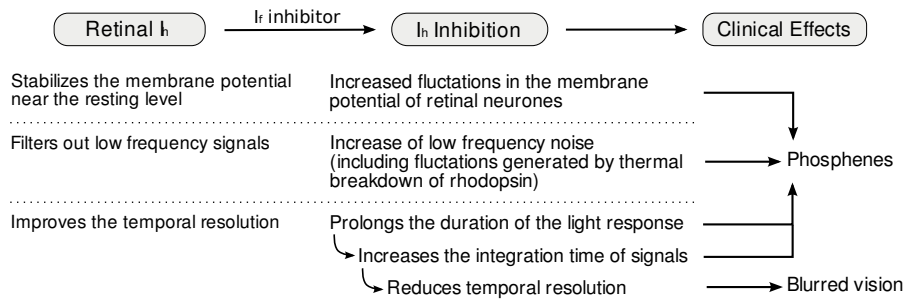 Retinal Ih
If inhibitor
Ih Inhibition
Clinical Effects
Stabilizes the membrane potential
near the resting level
Increased fluctations in the membrane
potential of retinal neurones
Filters out low frequency signals
Increase of low frequency noise
(including fluctations generated by thermal
breakdown of rhodopsin)
Phosphenes
Improves the temporal resolution
Prolongs the duration of the light response
Increases the integration time of signals
Reduces temporal resolution
Blurred vision